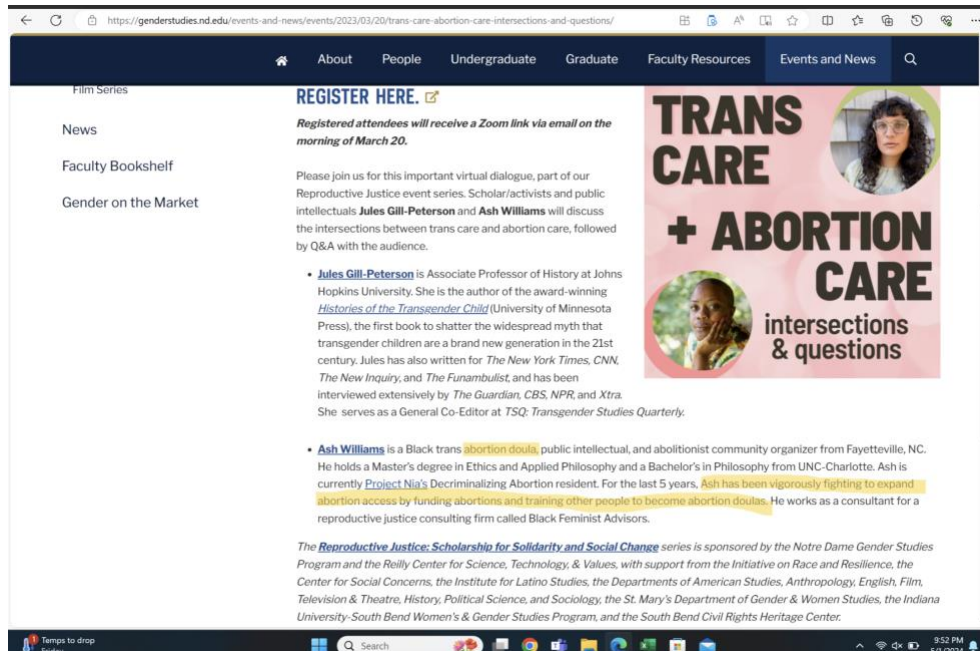 https://genderstudies.nd.edu/events-and-news/events/2023/03/20/trans-care-abortion-care-intersections-and-questions/
About People Undergraduate Graduate Faculty Resources Events and News
Film Series
News
Faculty Bookshelf
Gender on the Market
REGISTER HERE.
Registered attendees will receive a Zoom link via email on the
morning of March 20.
Please join us for this important virtual dialogue, part of our
Reproductive Justice event series. Scholar/activists and public
intellectuals Jules Gill-Peterson and Ash Williams will discuss
the intersections between trans care and abortion care, followed
by Q&A with the audience.
• Jules Gill-Peterson is Associate Professor of History at Johns
Hopkins University. She is the author of the award-winning
Histories of the Transgender Child (University of Minnesota
Press), the first book to shatter the widespread myth that
transgender children are a brand new generation in the 21st
century. Jules has also written for The New York Times, CNN,
The New Inquiry, and The Funambulist, and has been
interviewed extensively by The Guardian, CBS, NPR, and Xtra.
She serves as a General Co-Editor at TSQ: Transgender Studies Quarterly.
TRANS
CARE
+ ABORTION
CARE
intersections
& questions
• Ash Williams is a Black trans abortion doula, public intellectual, and abolitionist community organizer from Fayetteville, NC.
He holds a Master's degree in Ethics and Applied Philosophy and a Bachelor's in Philosophy from UNC-Charlotte. Ash is
currently Project Nia's Decriminalizing Abortion resident. For the last 5 years, Ash has been vigorously fighting to expand
abortion access by funding abortions and training other people to become abortion doulas. He works as a consultant for a
reproductive justice consulting firm called Black Feminist Advisors.
The Reproductive Justice: Scholarship for Solidarity and Social Change series is sponsored by the Notre Dame Gender Studies
Program and the Reilly Center for Science, Technology, & Values, with support from the Initiative on Race and Resilience, the
Center for Social Concerns, the Institute for Latino Studies, the Departments of American Studies, Anthropology, English, Film,
Television & Theatre, History, Political Science, and Sociology, the St. Mary's Department of Gender & Women Studies, the Indiana
University-South Bend Women's & Gender Studies Program, and the South Bend Civil Rights Heritage Center.
Temps to drop
Friday
Search
9:52 PM
5/1/2024